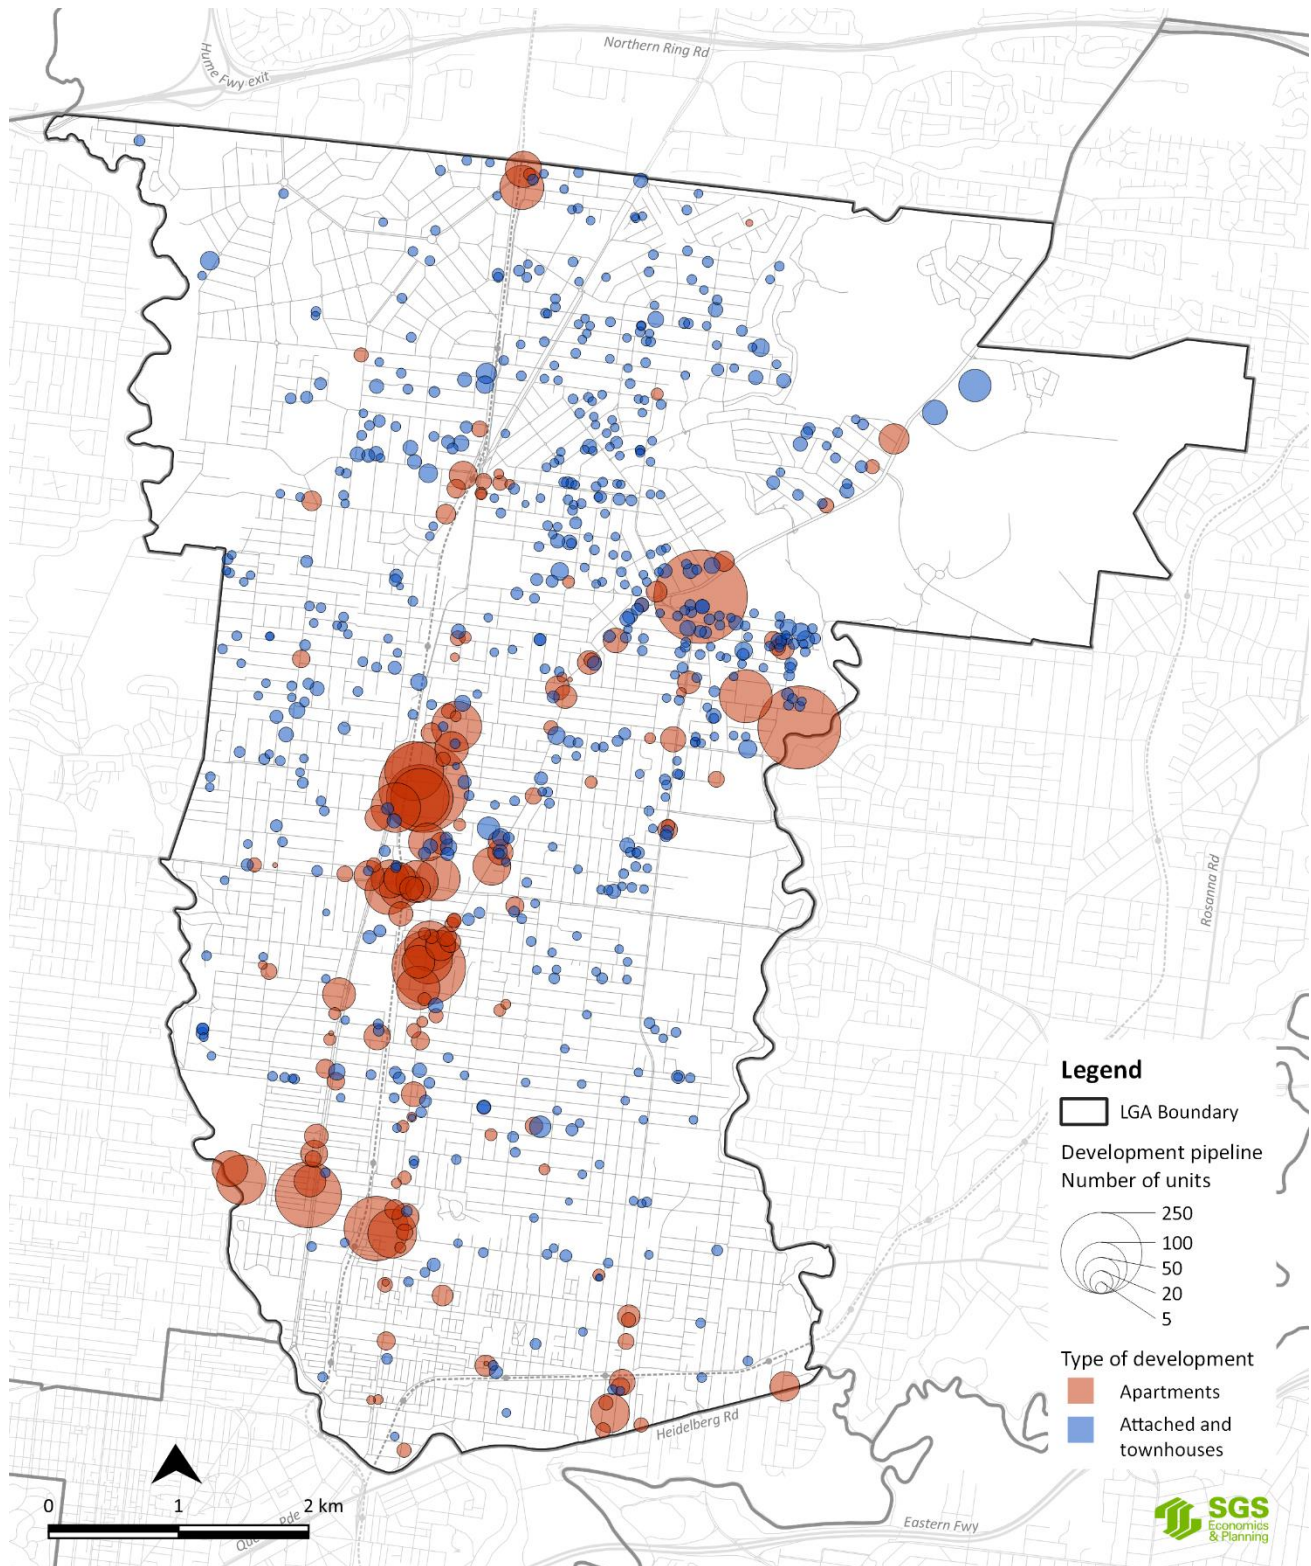 Northern Ring Rd
Hume Fwy exit
Rosanna Rd
Legend
LGA Boundary
Development pipeline
Number of units
250
100
50
20
5
Type of development
Apartments
Attached and
townhouses
Heidelberg Rd
0 1 2 km
Pde
Eastern Fwy
SGS
Economics
& Planning